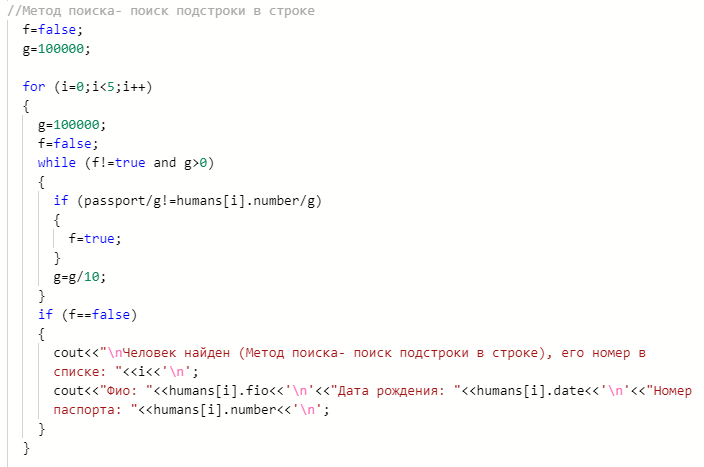 //Метод поиска- поиск подстроки в строке
f=false;
g=100000;
for (i=0;i<5;i++)
{
g=100000;
f=false;
while (f!=true and g>0)
{
if (passport/g!=humans[i].number/g)
{
f=true;
}
g=g/10;
}
if (f==false)
{
cout<<"\nЧеловек найден (Метод поиска- поиск подстроки в строке), его номер в
списке: "<<i<<'\n';
cout<<"Фио: "<<humans[i].fio<<'\n'<<"Дата рождения: "<<humans[i].date<<'\n'<<"Номер
паспорта: "<<humans[i].number<<'\n';
}
}